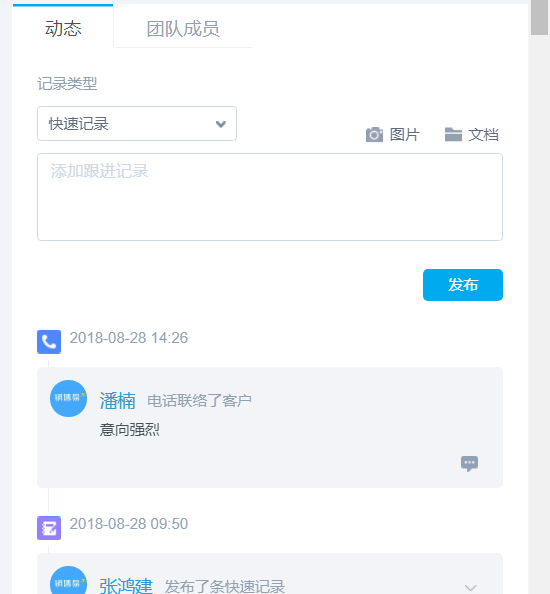 动态 团队成员
记录类型
快速记录
图片 文档
添加跟进记录
发布
2018-08-28 14:26
销售易
潘楠 电话联络了客户
意向强烈
2018-08-28 09:50
销售易
张鸿建 发布了条快速记录